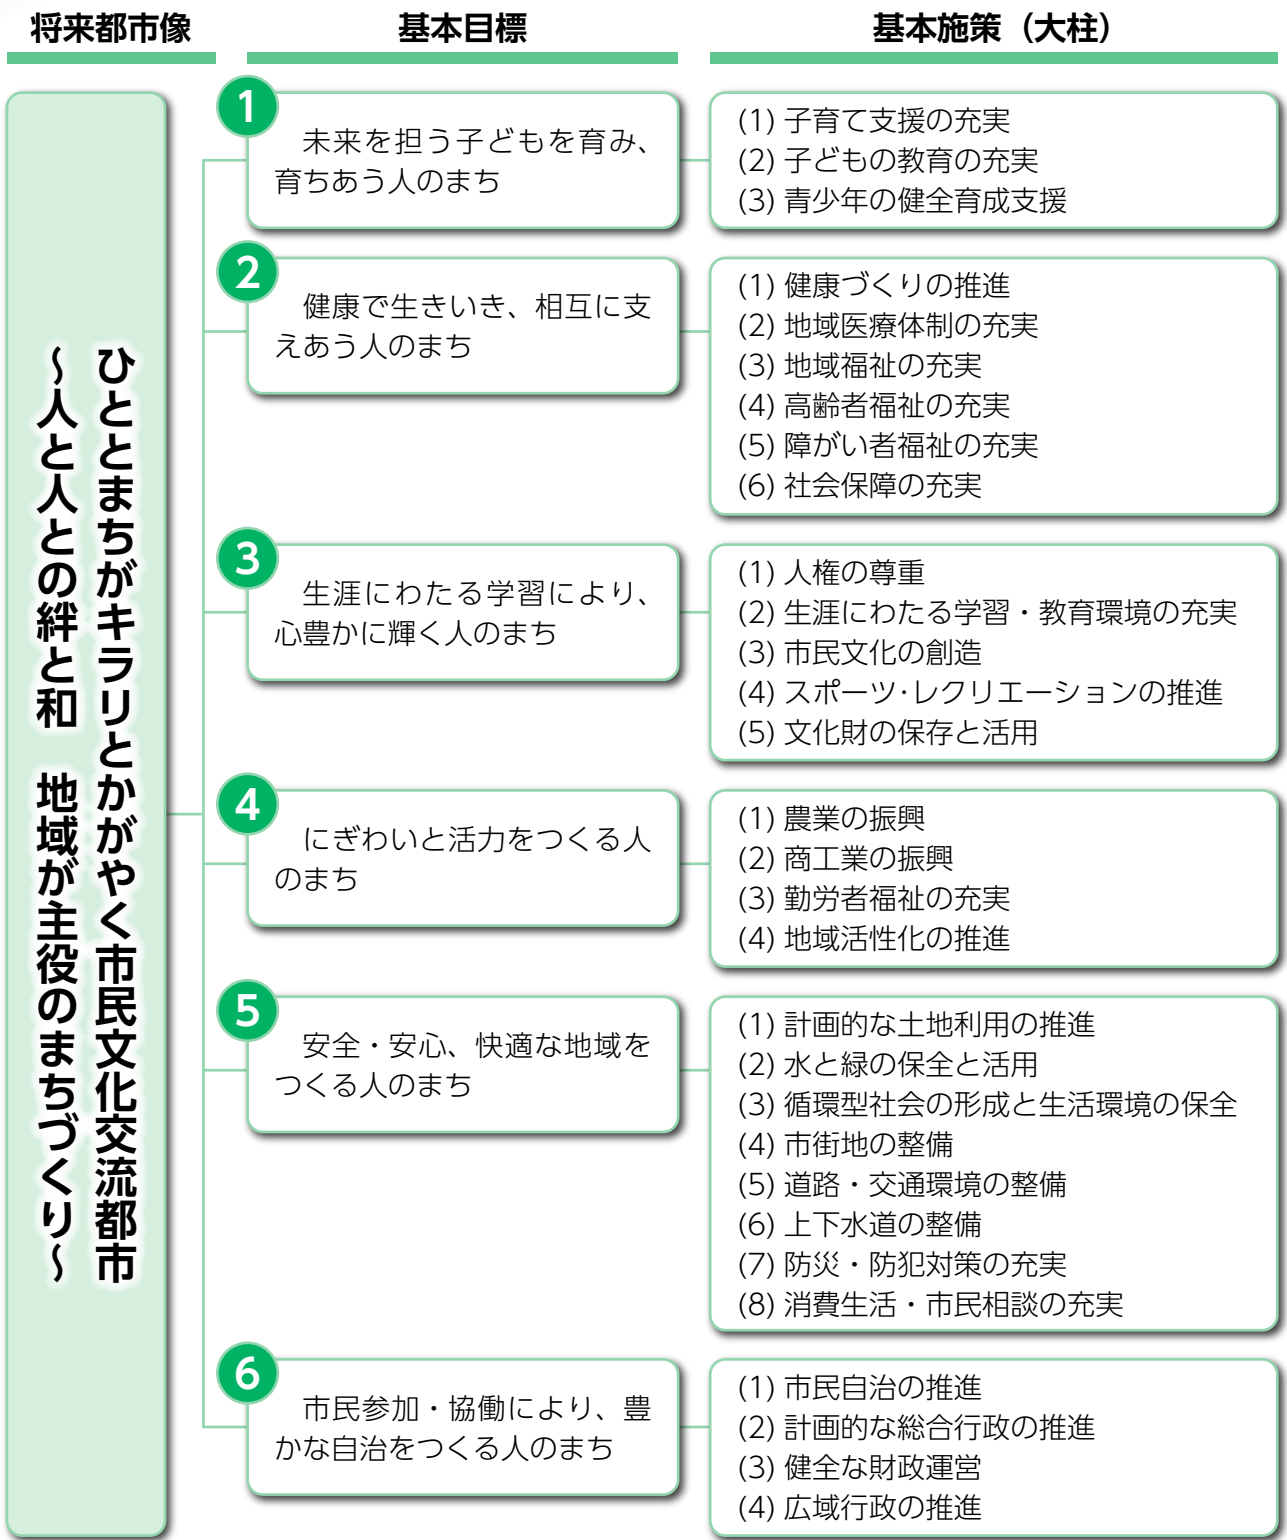 将来都市像
基本目標
基本施策（大柱）
ひととまちがキラリとかがやく市民文化交流都市
～人と人との絆と和　地域が主役のまちづくり～
1
未来を担う子どもを育み、
育ちあう人のまち
(1) 子育て支援の充実
(2) 子どもの教育の充実
(3) 青少年の健全育成支援
2
健康で生きいき、相互に支
えあう人のまち
(1) 健康づくりの推進
(2) 地域医療体制の充実
(3) 地域福祉の充実
(4) 高齢者福祉の充実
(5) 障がい者福祉の充実
(6) 社会保障の充実
3
生涯にわたる学習により、
心豊かに輝く人のまち
(1) 人権の尊重
(2) 生涯にわたる学習・教育環境の充実
(3) 市民文化の創造
(4) スポーツ・レクリエーションの推進
(5) 文化財の保存と活用
4
にぎわいと活力をつくる人
のまち
(1) 農業の振興
(2) 商工業の振興
(3) 勤労者福祉の充実
(4) 地域活性化の推進
5
安全・安心、快適な地域を
つくる人のまち
(1) 計画的な土地利用の推進
(2) 水と緑の保全と活用
(3) 循環型社会の形成と生活環境の保全
(4) 市街地の整備
(5) 道路・交通環境の整備
(6) 上下水道の整備
(7) 防災・防犯対策の充実
(8) 消費生活・市民相談の充実
6
市民参加・協働により、豊
かな自治をつくる人のまち
(1) 市民自治の推進
(2) 計画的な総合行政の推進
(3) 健全な財政運営
(4) 広域行政の推進